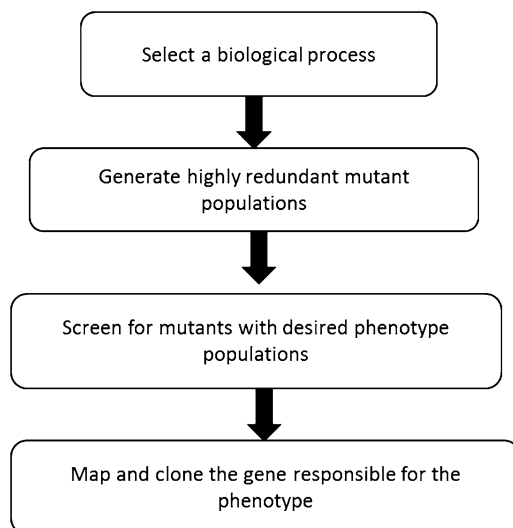 Select a biological process
Generate highly redundant mutant
populations
Screen for mutants with desired phenotype
populations
Map and clone the gene responsible for the
phenotype